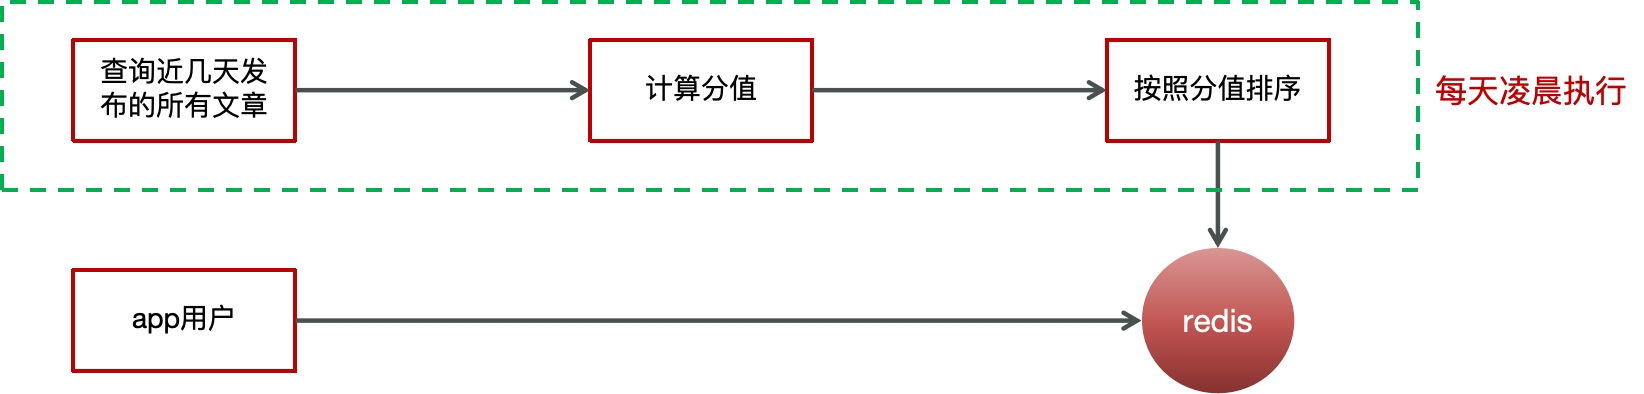 查询近几天发
布的所有文章
计算分值
按照分值排序
每天凌晨执行
app用户
redis